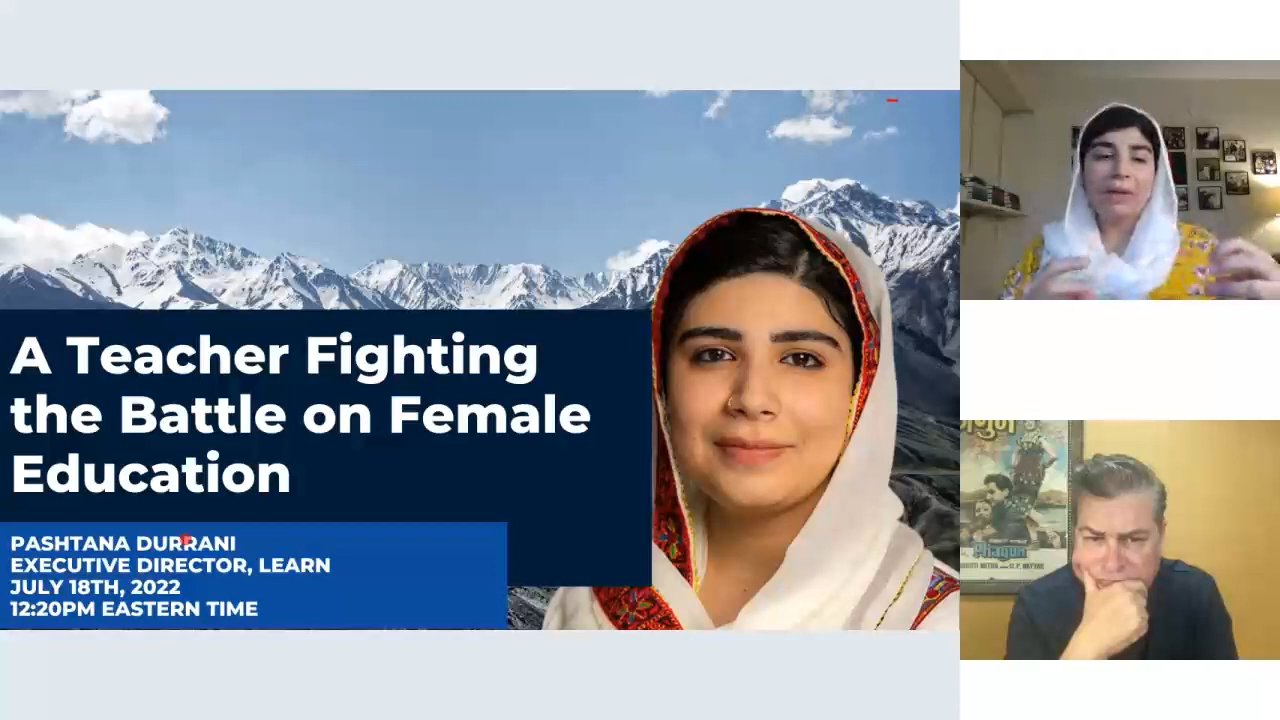 A Teacher Fighting
the Battle on Female
Education
PASHTANA DURRANI
EXECUTIVE DIRECTOR, LEARN
JULY 18TH, 2022
12:20PM EASTERN TIME
Phagun